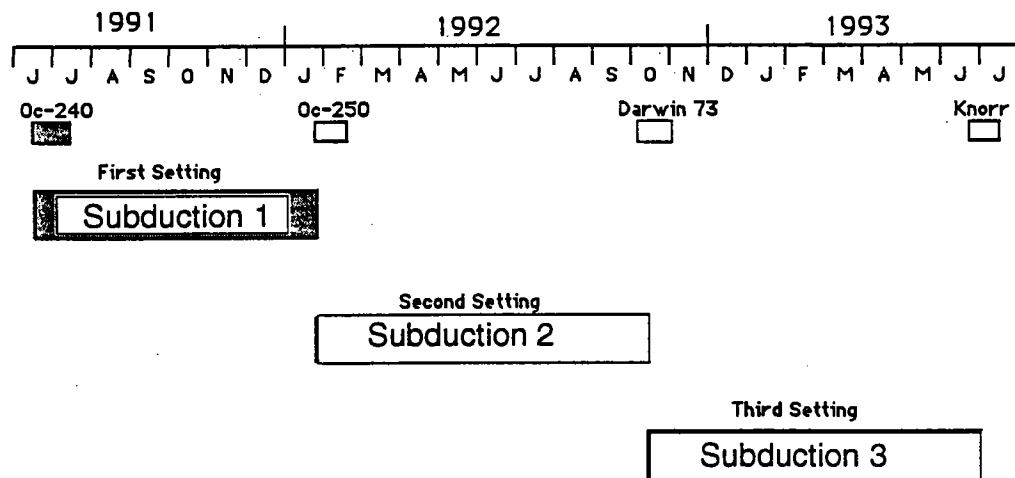 1991 1992 1993
J J A S O N D J F M A M J J A S O N D J F M A M J J
Oc-240 Oc-250 Darwin 73 Knorr
First Setting
Subduction 1
Second Setting
Subduction 2
Third Setting
Subduction 3